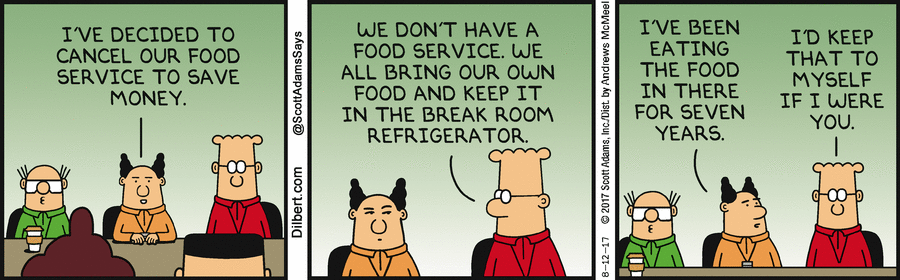 I'VE DECIDED TO
CANCEL OUR FOOD
SERVICE TO SAVE
MONEY.
Dilbert.com @ScottAdamsSays
WE DON'T HAVE A
FOOD SERVICE. WE
ALL BRING OUR OWN
FOOD AND KEEP IT
IN THE BREAK ROOM
REFRIGERATOR.
8-12-17 © 2017 Scott Adams, Inc./Dist. by Andrews McMeel
I'VE BEEN
EATING
THE FOOD
IN THERE
FOR SEVEN
YEARS.
I'D KEEP
THAT TO
MYSELF
IF I WERE
YOU.